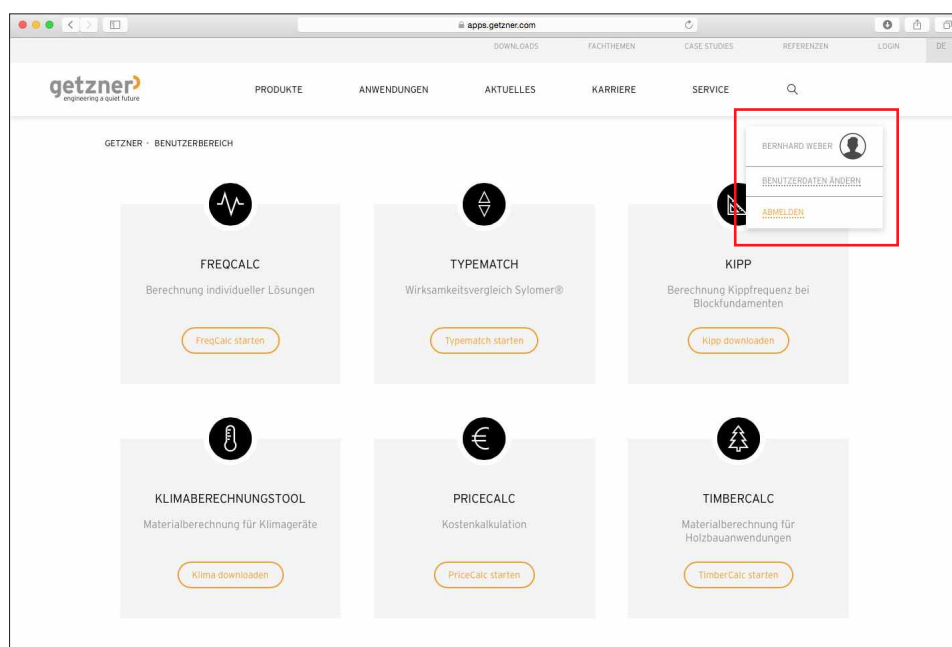 apps.getzner.com
DOWNLOADS FACHTHEMEN CASE STUDIES REFERENZEN LOGIN DE
getzner
engineering a quiet future
PRODUKTE ANWENDUNGEN AKTUELLES KARRIERE SERVICE
GETZNER · BENUTZERBEREICH
BERNHARD WEBER
BENUTZERDATEN ÄNDERN
ABMELDEN
FREQCALC
Berechnung individueller Lösungen
FreqCalc starten
TYPEMATCH
Wirksamkeitsvergleich Sylomer®
Typematch starten
KIPP
Berechnung Kippfrequenz bei
Blockfundamenten
Kipp downloaden
KLIMABERECHNUNGSTOOL
Materialberechnung für Klimageräte
Klima downloaden
PRICECALC
Kostenkalkulation
PriceCalc starten
TIMBERCALC
Materialberechnung für
Holzbauanwendungen
TimberCalc starten